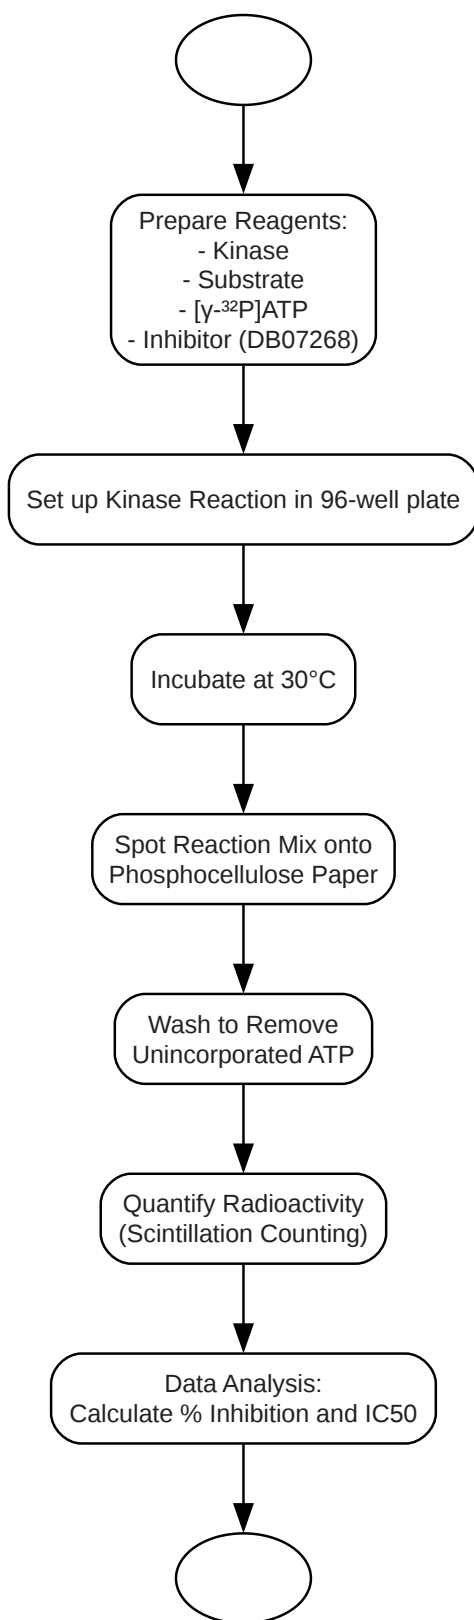 Prepare Reagents:
- Kinase
- Substrate
- [γ-³²P]ATP
- Inhibitor (DB07268)
Set up Kinase Reaction in 96-well plate
Incubate at 30°C
Spot Reaction Mix onto
Phosphocellulose Paper
Wash to Remove
Unincorporated ATP
Quantify Radioactivity
(Scintillation Counting)
Data Analysis:
Calculate % Inhibition and IC50